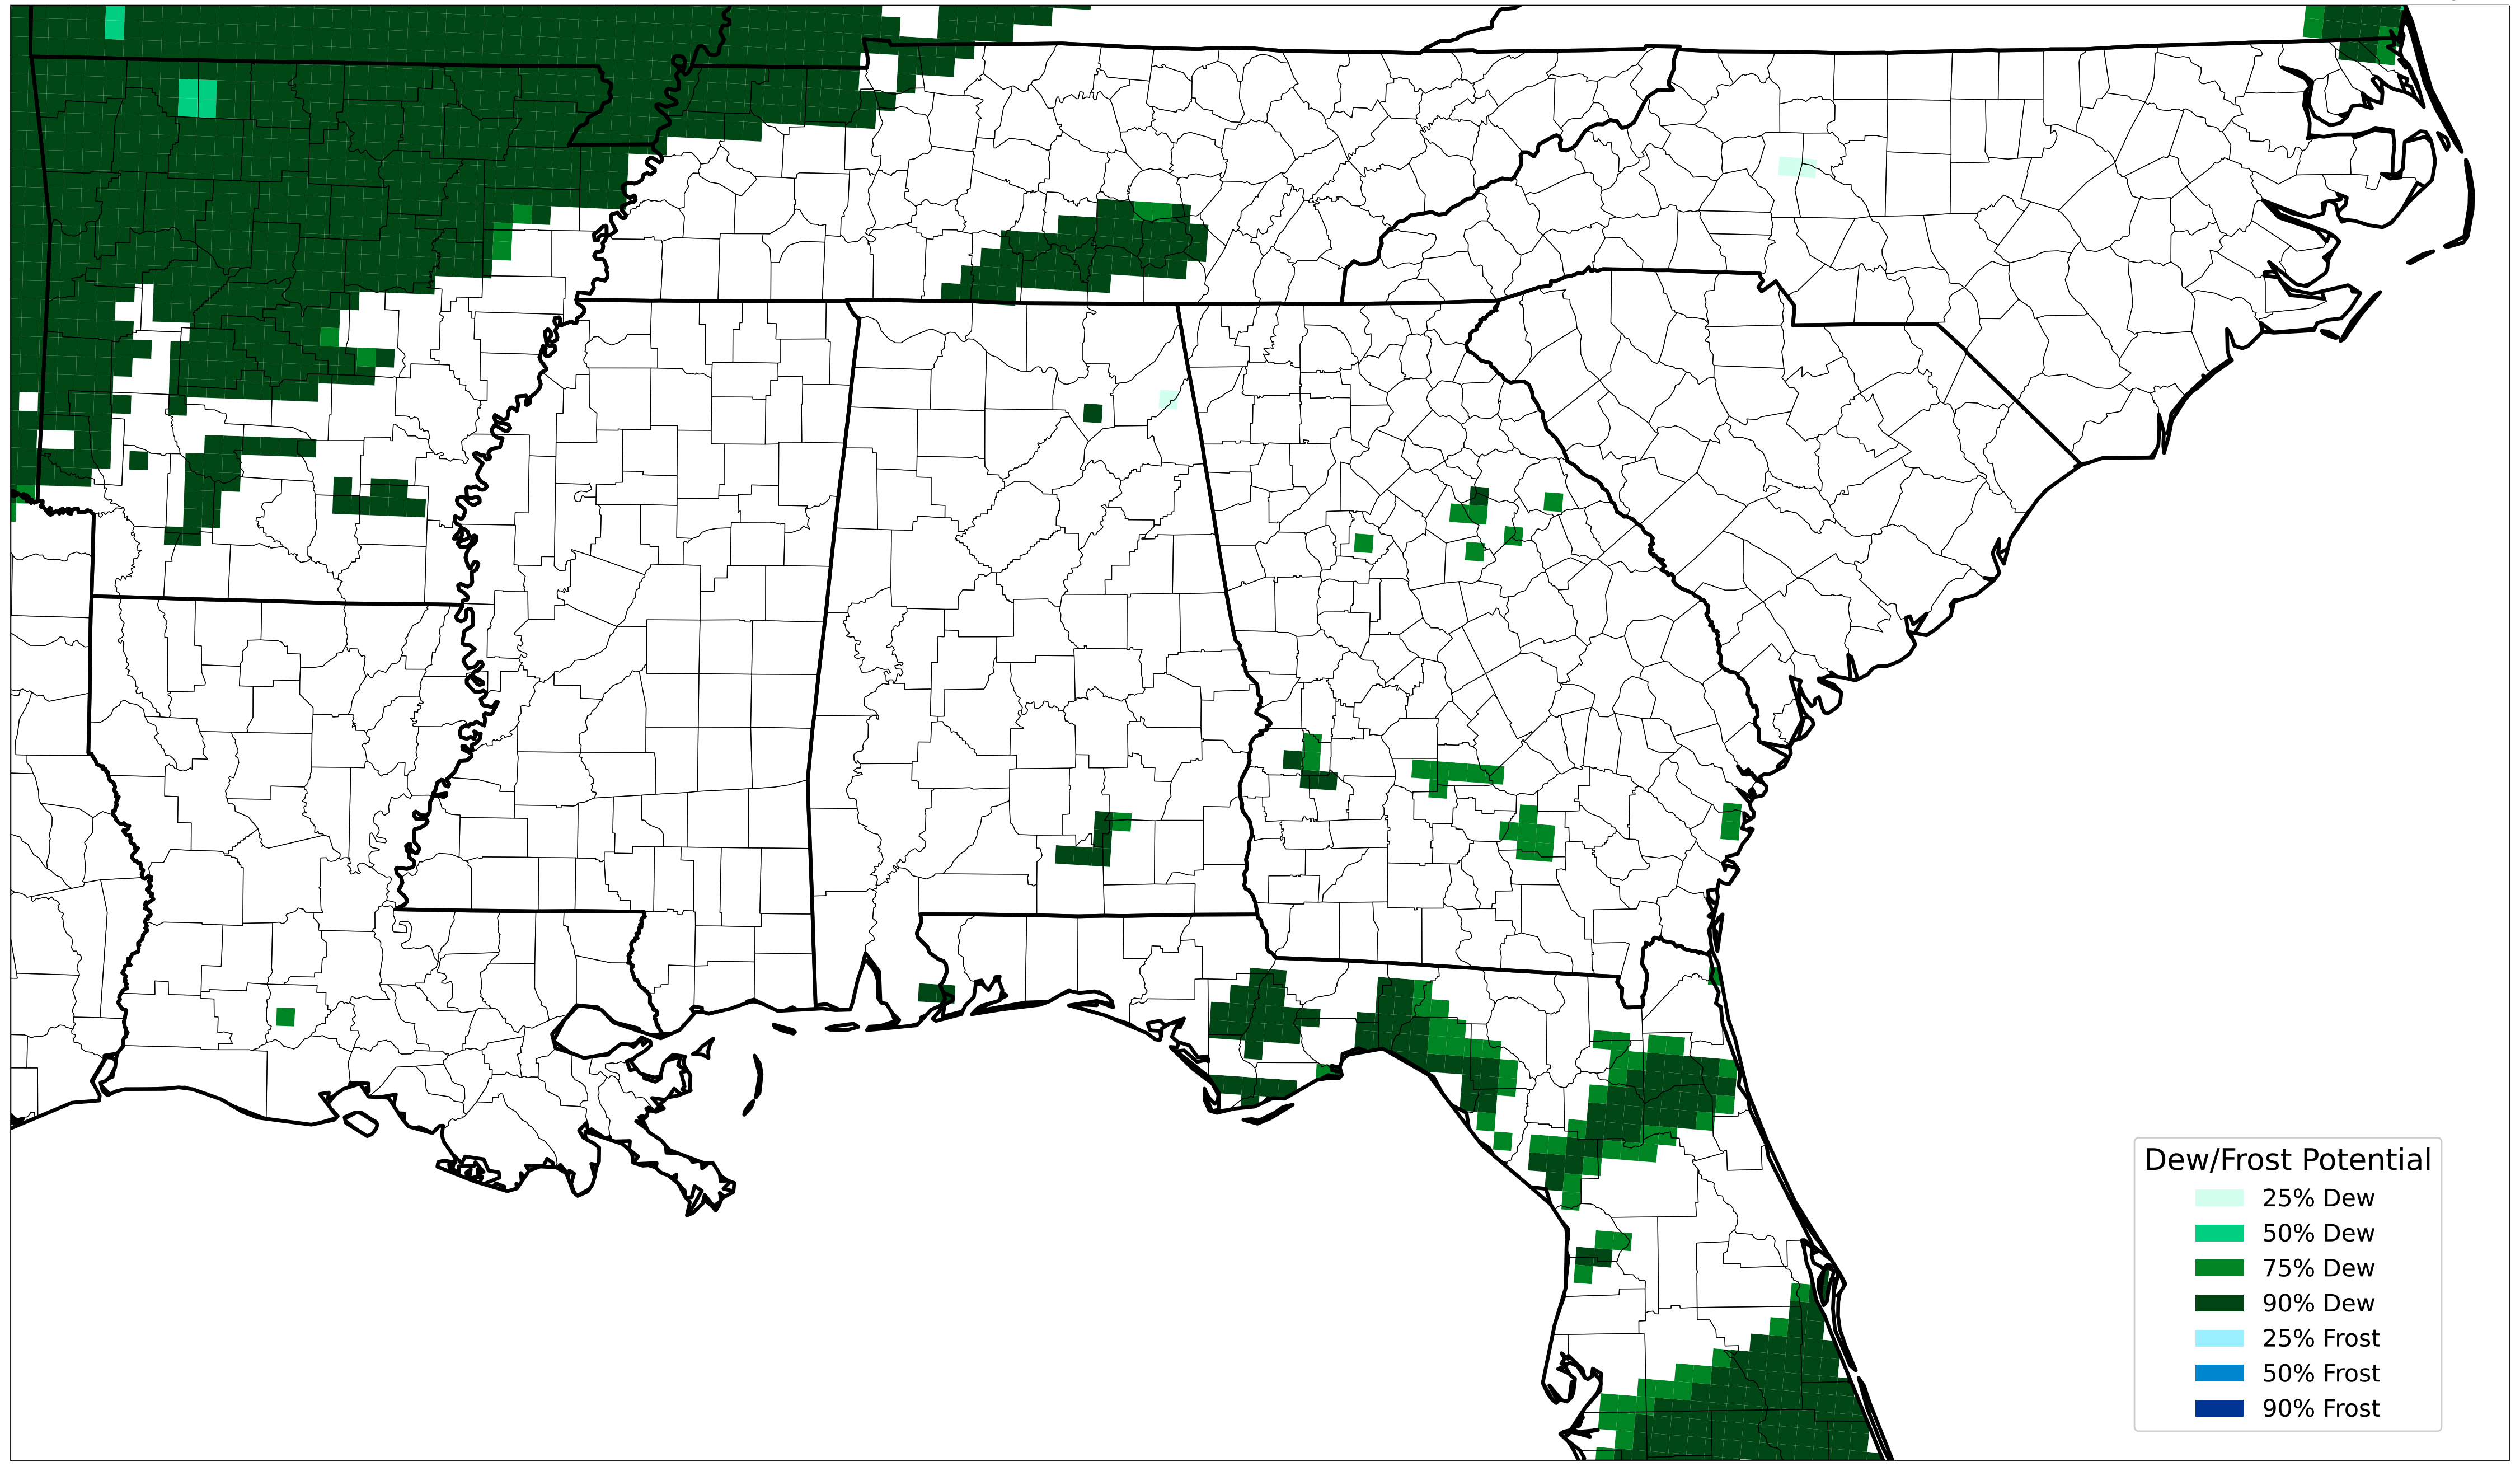 Dew/Frost Potential
25% Dew
50% Dew
75% Dew
90% Dew
25% Frost
50% Frost
90% Frost